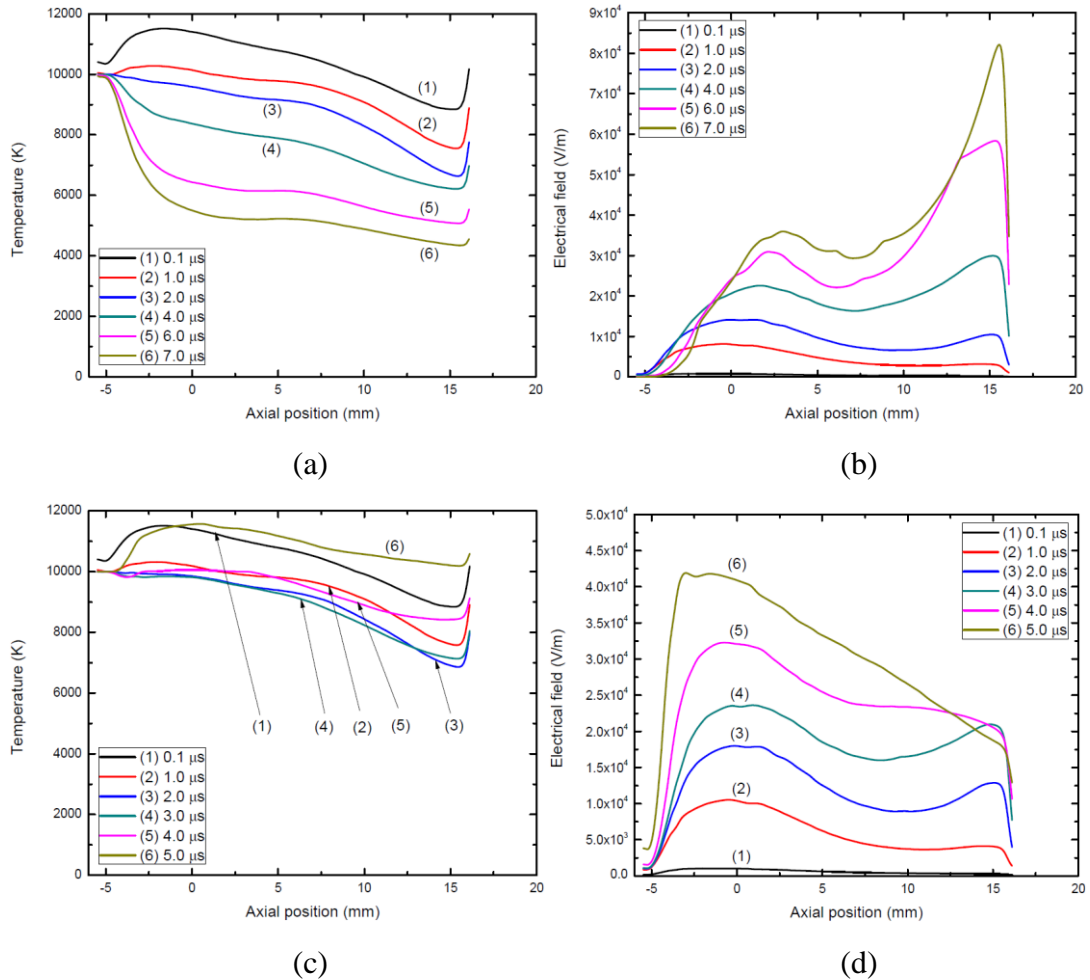 12000
10000
8000
6000
4000
2000
0
Temperature (K)
(1)
(2)
(3)
(4)
(5)
(6)
(1) 0.1 μs
(2) 1.0 μs
(3) 2.0 μs
(4) 4.0 μs
(5) 6.0 μs
(6) 7.0 μs
-5 0 5 10 15 20
Axial position (mm)
(a)
9x10⁴
8x10⁴
7x10⁴
6x10⁴
5x10⁴
4x10⁴
3x10⁴
2x10⁴
1x10⁴
0
Electrical field (V/m)
(1) 0.1 μs
(2) 1.0 μs
(3) 2.0 μs
(4) 4.0 μs
(5) 6.0 μs
(6) 7.0 μs
-5 0 5 10 15 20
Axial position (mm)
(b)
12000
10000
8000
6000
4000
2000
0
Temperature (K)
(6)
(1)
(4)
(2)
(5)
(3)
(1) 0.1 μs
(2) 1.0 μs
(3) 2.0 μs
(4) 3.0 μs
(5) 4.0 μs
(6) 5.0 μs
-5 0 5 10 15 20
Axial position (mm)
(c)
5.0x10⁴
4.5x10⁴
4.0x10⁴
3.5x10⁴
3.0x10⁴
2.5x10⁴
2.0x10⁴
1.5x10⁴
1.0x10⁴
5.0x10³
0.0
Electrical field (V/m)
(6)
(5)
(4)
(3)
(2)
(1)
(1) 0.1 μs
(2) 1.0 μs
(3) 2.0 μs
(4) 3.0 μs
(5) 4.0 μs
(6) 5.0 μs
-5 0 5 10 15 20
Axial position (mm)
(d)